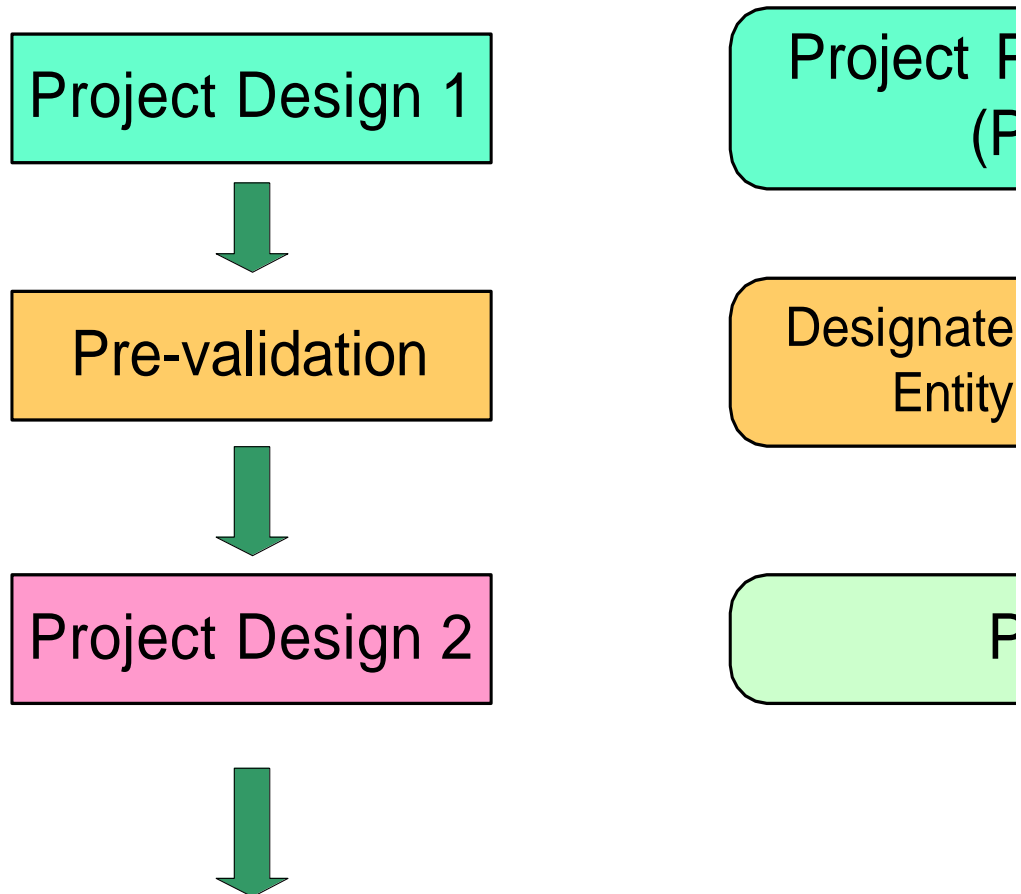 Project Design 1
Project P
(P
Pre-validation
Designate
Entity
Project Design 2
P